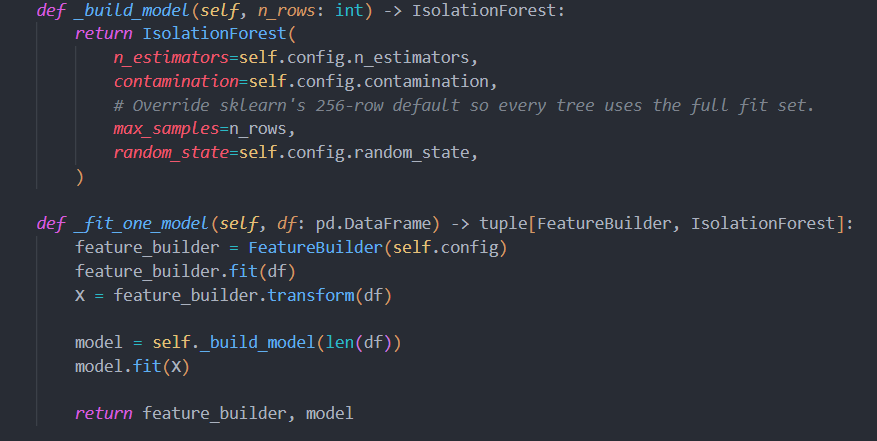 def _build_model(self, n_rows: int) -> IsolationForest:
    return IsolationForest(
        n_estimators=self.config.n_estimators,
        contamination=self.config.contamination,
        # Override sklearn's 256-row default so every tree uses the full fit set.
        max_samples=n_rows,
        random_state=self.config.random_state,
    )
def _fit_one_model(self, df: pd.DataFrame) -> tuple[FeatureBuilder, IsolationForest]:
    feature_builder = FeatureBuilder(self.config)
    feature_builder.fit(df)
    X = feature_builder.transform(df)
    model = self._build_model(len(df))
    model.fit(X)
    return feature_builder, model